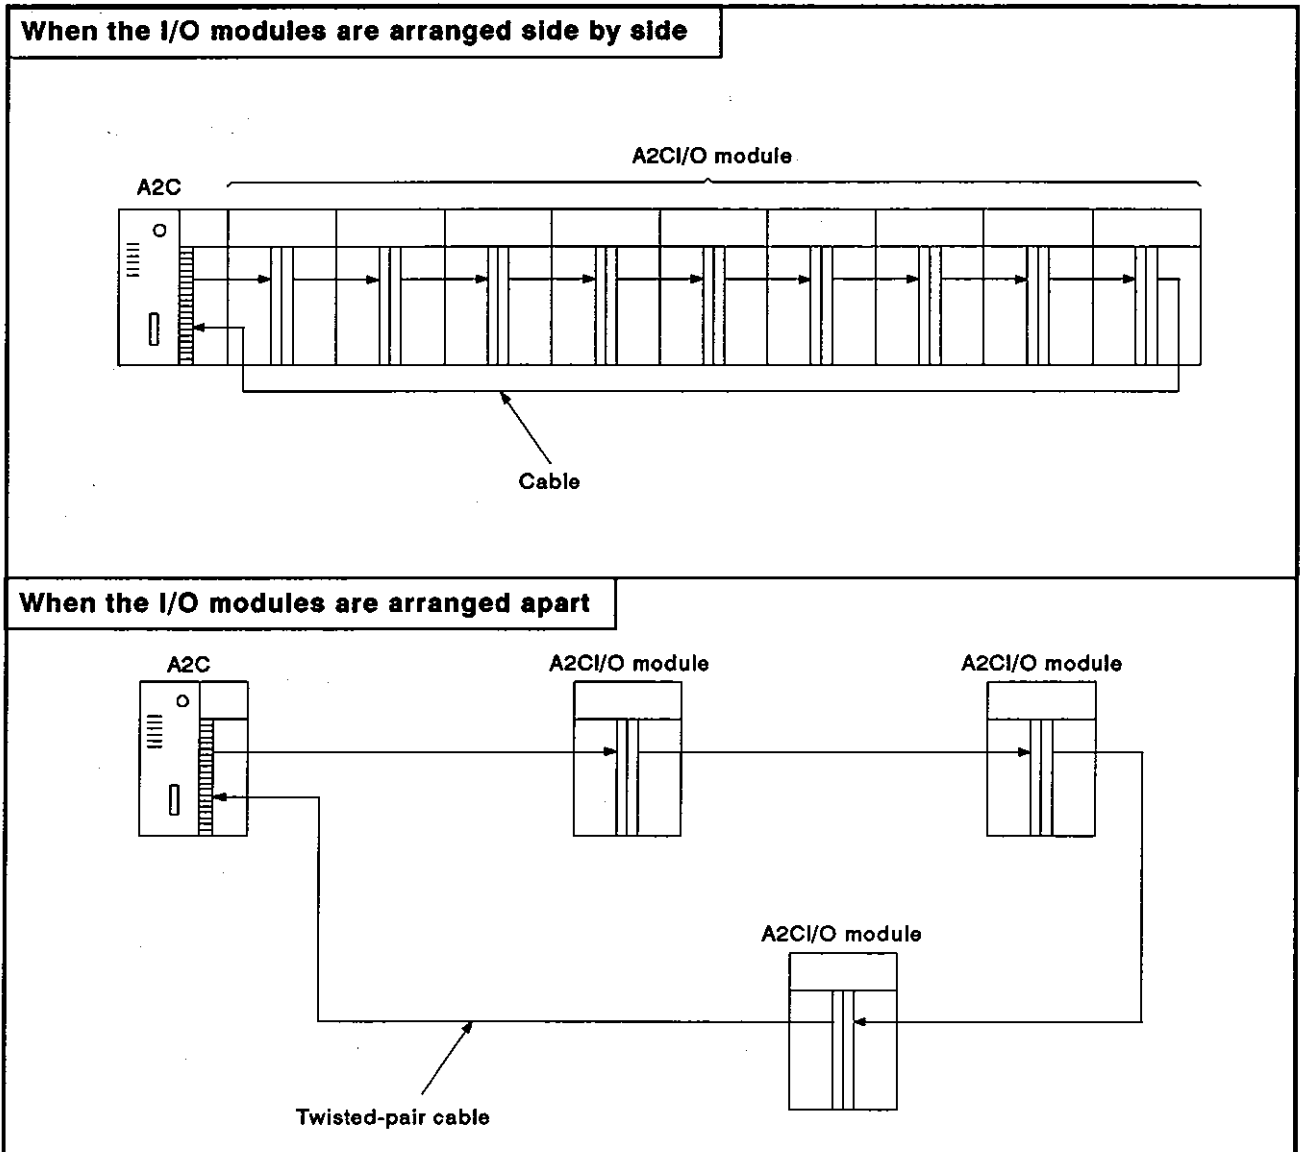 When the I/O modules are arranged side by side
A2CI/O module
A2C
Cable
When the I/O modules are arranged apart
A2C
A2CI/O module
A2CI/O module
A2CI/O module
Twisted-pair cable